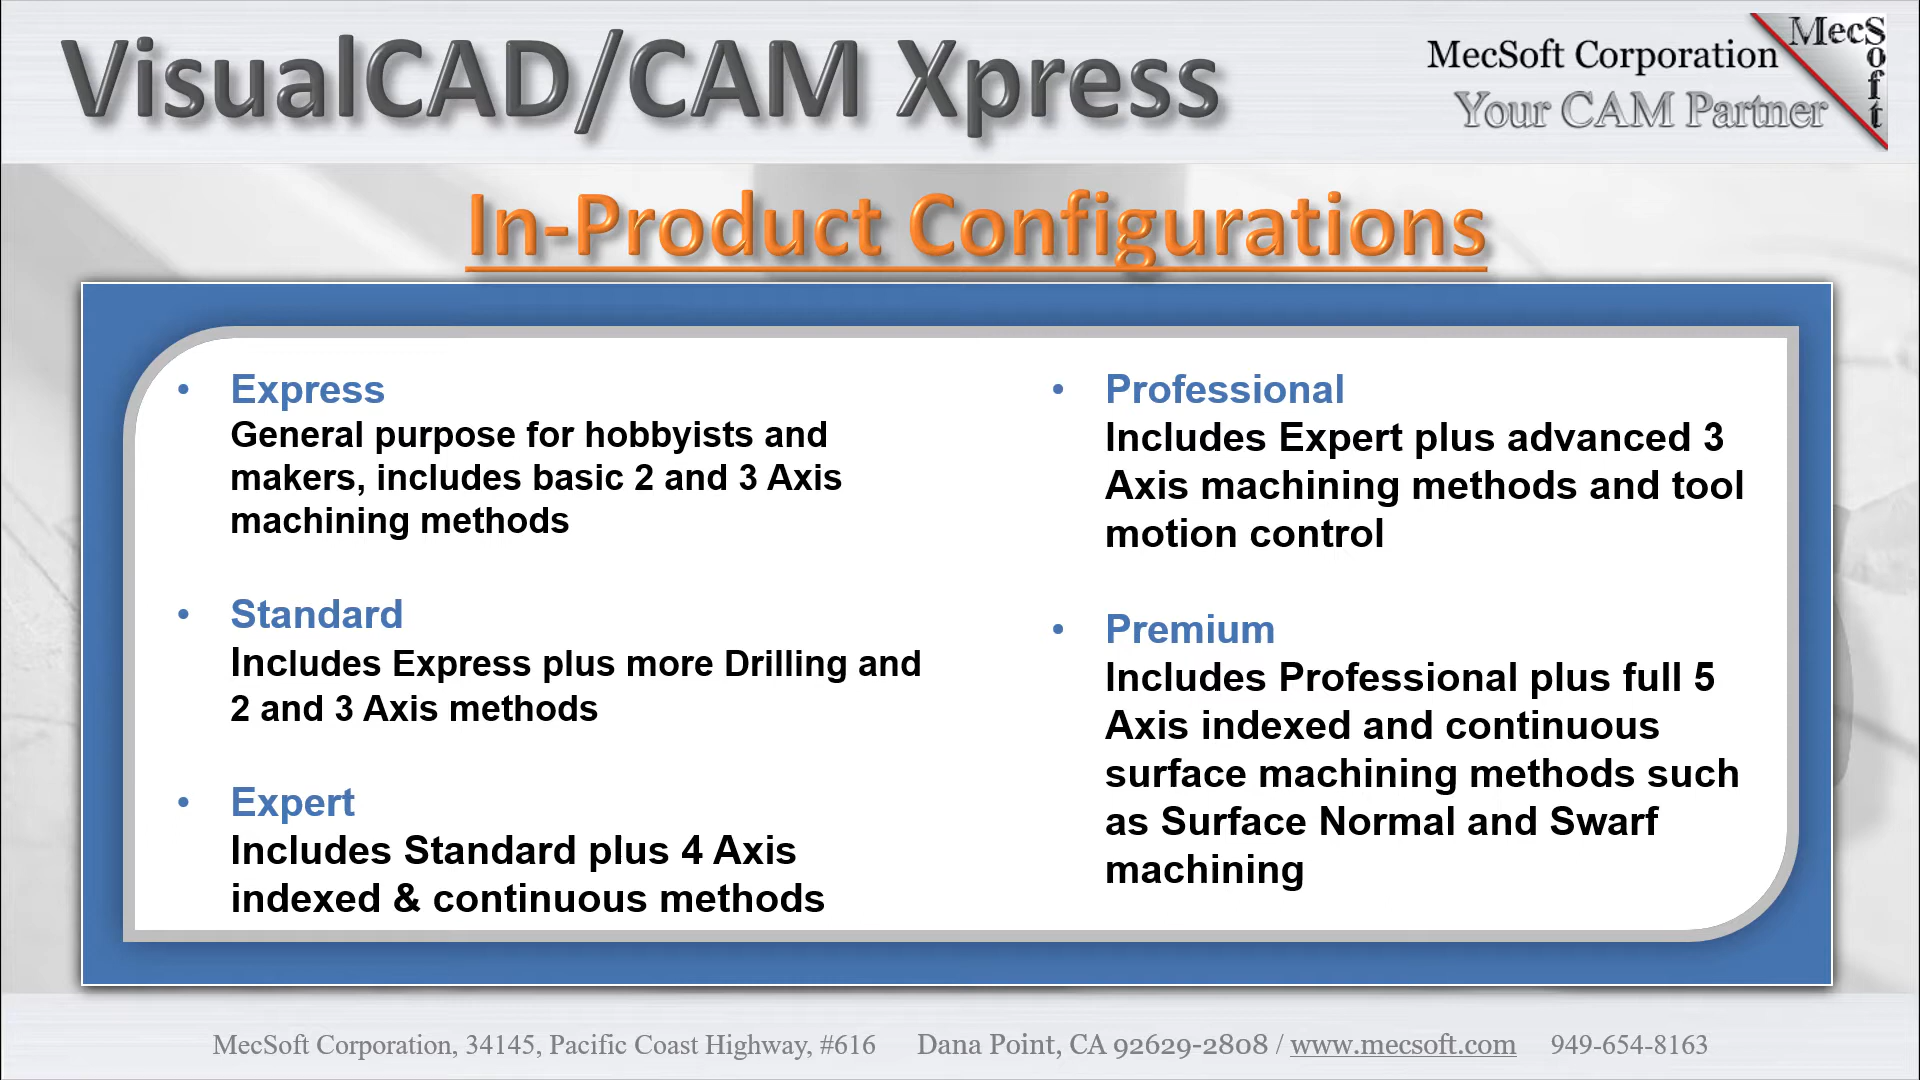 VisualCAD/CAM Xpress
MecSoft Corporation
Your CAM Partner
MecSoft
In-Product Configurations
• Express
General purpose for hobbyists and
makers, includes basic 2 and 3 Axis
machining methods
• Standard
Includes Express plus more Drilling and
2 and 3 Axis methods
• Expert
Includes Standard plus 4 Axis
indexed & continuous methods
• Professional
Includes Expert plus advanced 3
Axis machining methods and tool
motion control
• Premium
Includes Professional plus full 5
Axis indexed and continuous
surface machining methods such
as Surface Normal and Swarf
machining
MecSoft Corporation, 34145, Pacific Coast Highway, #616 Dana Point, CA 92629-2808 / www.mecsoft.com 949-654-8163